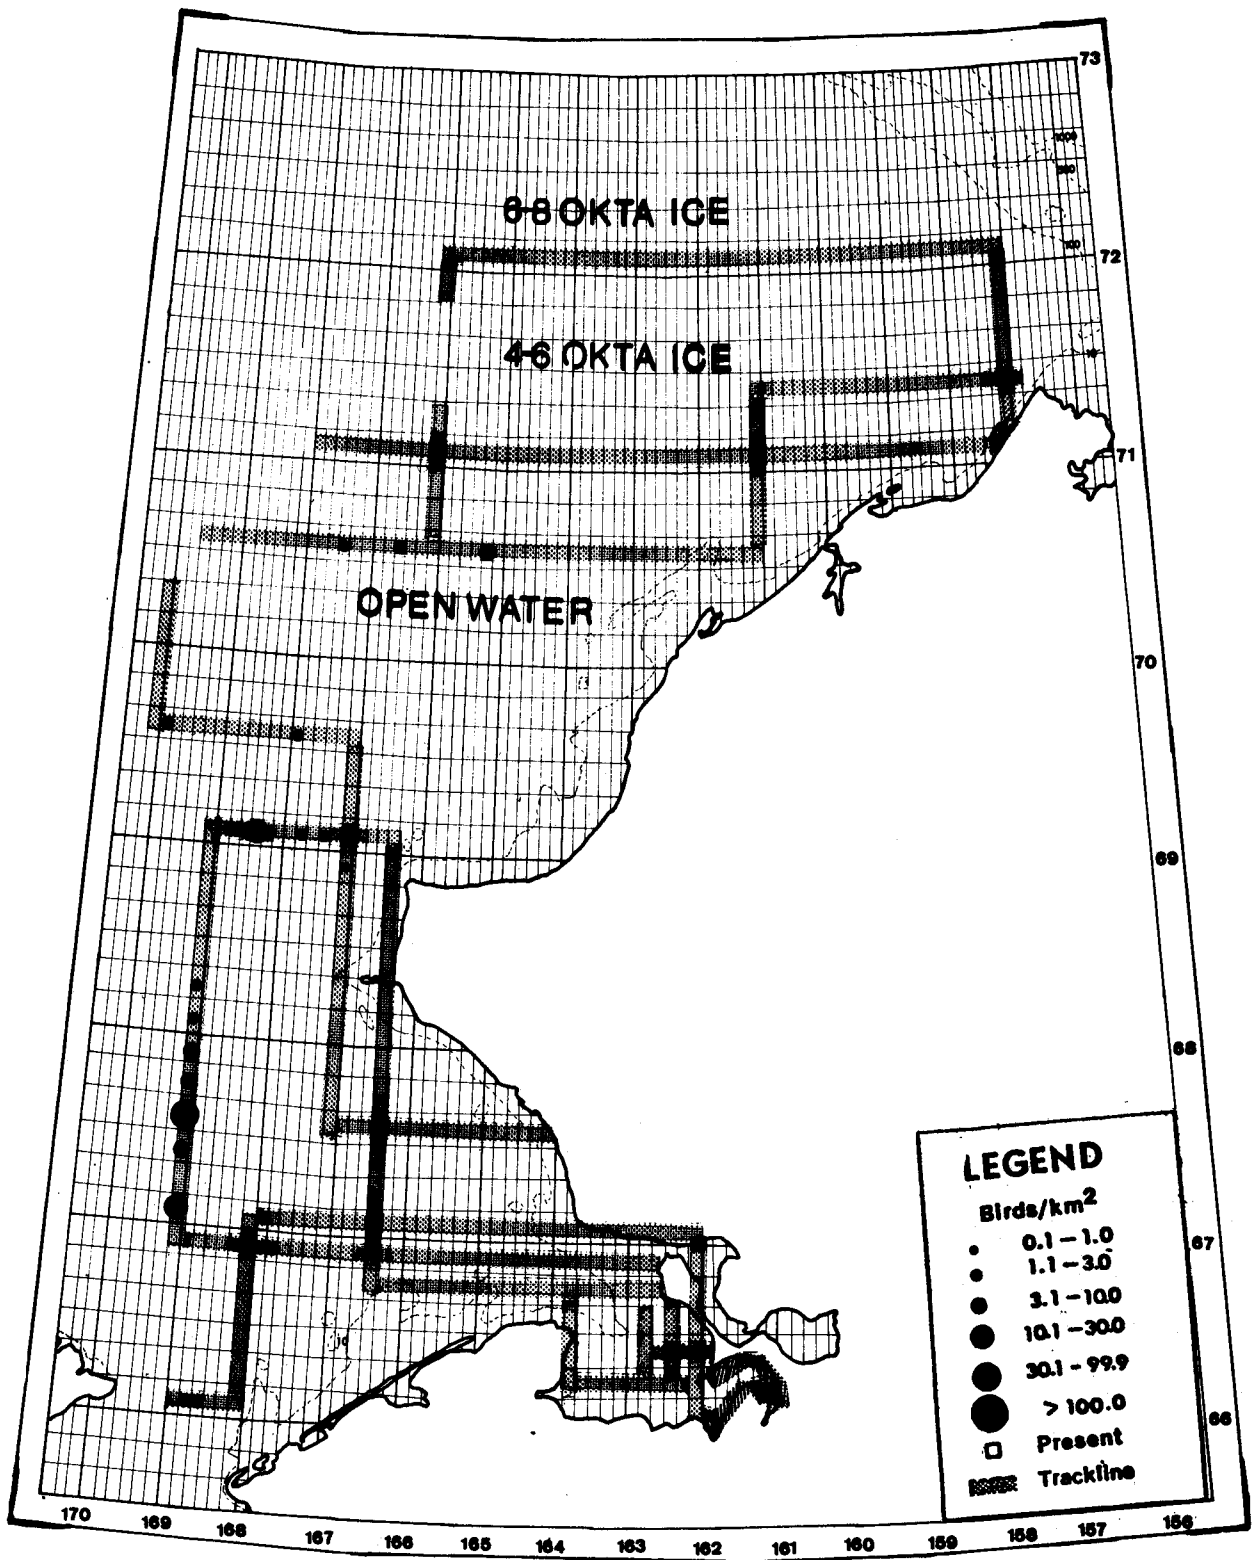 73
1000
6-8 OKTA ICE
100
72
4-6 OKTA ICE
71
OPEN WATER
70
69
68
LEGEND
Birds/km²
0.1 – 1.0
1.1 – 3.0
3.1 – 10.0
10.1 – 30.0
30.1 – 99.9
> 100.0
Present
Trackline
67
10
66
170 169 168 167 166 165 164 163 162 161 160 159 158 157 156